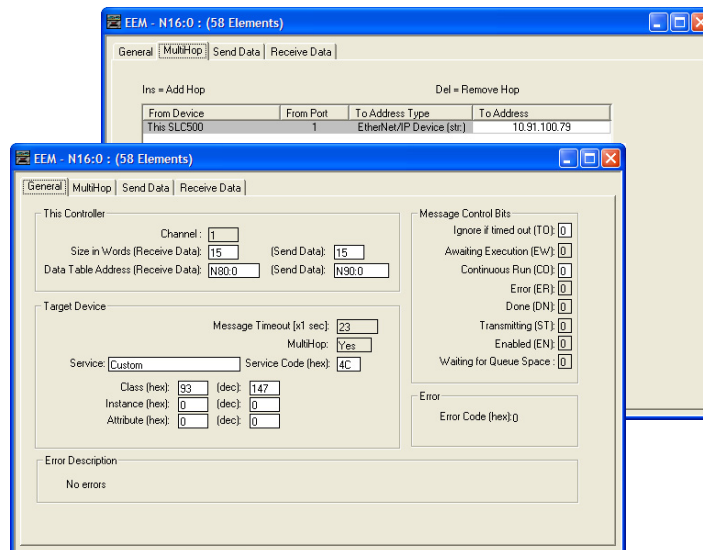 EEM - N16:0 : (58 Elements)
General MultiHop Send Data Receive Data
Ins = Add Hop Del = Remove Hop
From Device From Port To Address Type To Address
This SLC500 1 EtherNet/IP Device (str.) 10.91.100.79
EEM - N16:0 : (58 Elements)
General MultiHop Send Data Receive Data
This Controller
Channel : 1
Size in Words (Receive Data): 15 (Send Data): 15
Data Table Address (Receive Data): N80:0 (Send Data): N90:0
Target Device
Message Timeout [x1 sec]: 23
MultiHop: Yes
Service: Custom Service Code (hex): 4C
Class (hex): 93 (dec): 147
Instance (hex): 0 (dec): 0
Attribute (hex): 0 (dec): 0
Message Control Bits
Ignore if timed out (TO): 0
Awaiting Execution (EW): 0
Continuous Run (CO): 0
Error (ER): 0
Done (DN): 0
Transmitting (ST): 0
Enabled (EN): 0
Waiting for Queue Space : 0
Error
Error Code (hex):0
Error Description
No errors